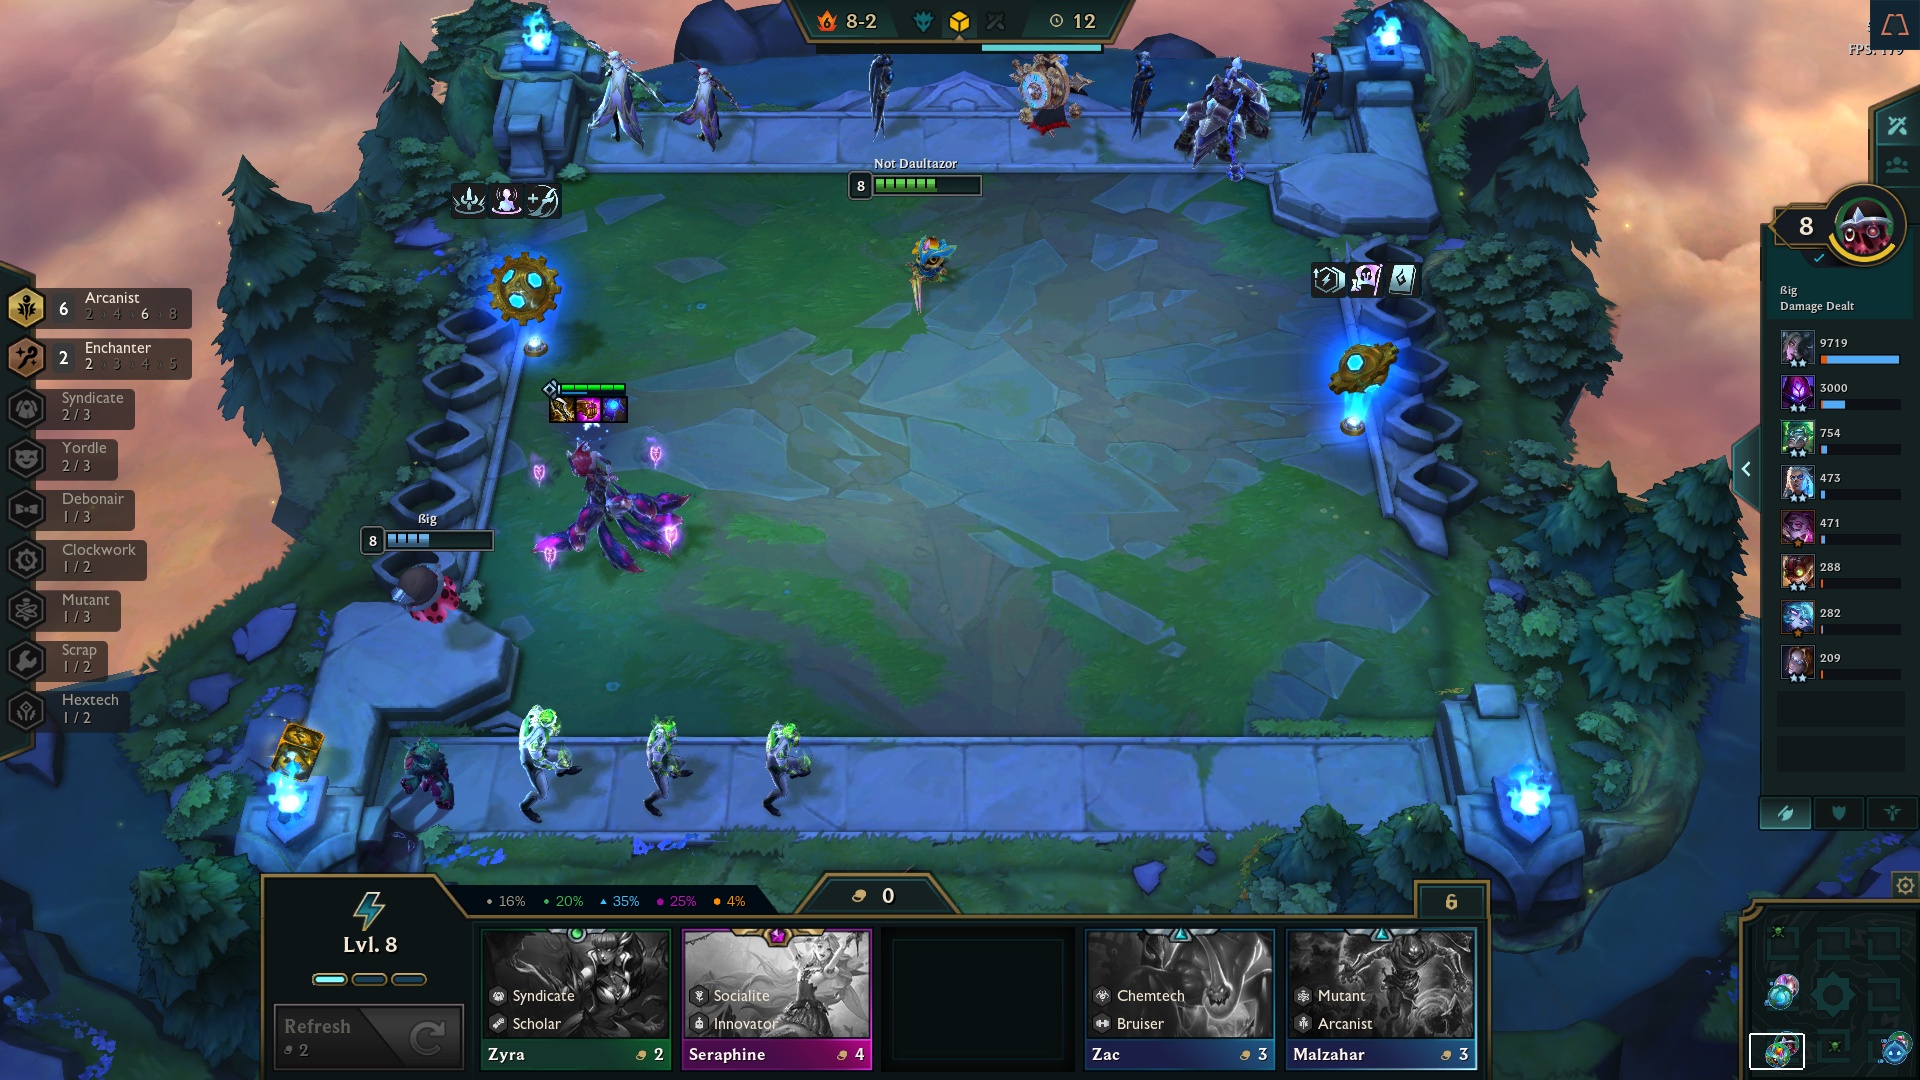 8-2
12
FPS: 179
Not Daultazor
8
8
ßig
Damage Dealt
6
Arcanist
2 › 4 › 6 › 8
2
Enchanter
2 › 3 › 4 › 5
Syndicate
2 / 3
Yordle
2 / 3
Debonair
1 / 3
Clockwork
1 / 2
Mutant
1 / 3
Scrap
1 / 2
Hextech
1 / 2
ßig
8
9719
3000
754
473
471
288
282
209
16%
20%
35%
25%
4%
0
6
Lvl. 8
Refresh
2
Syndicate
Scholar
Zyra
2
Socialite
Innovator
Seraphine
4
Chemtech
Bruiser
Zac
3
Mutant
Arcanist
Malzahar
3